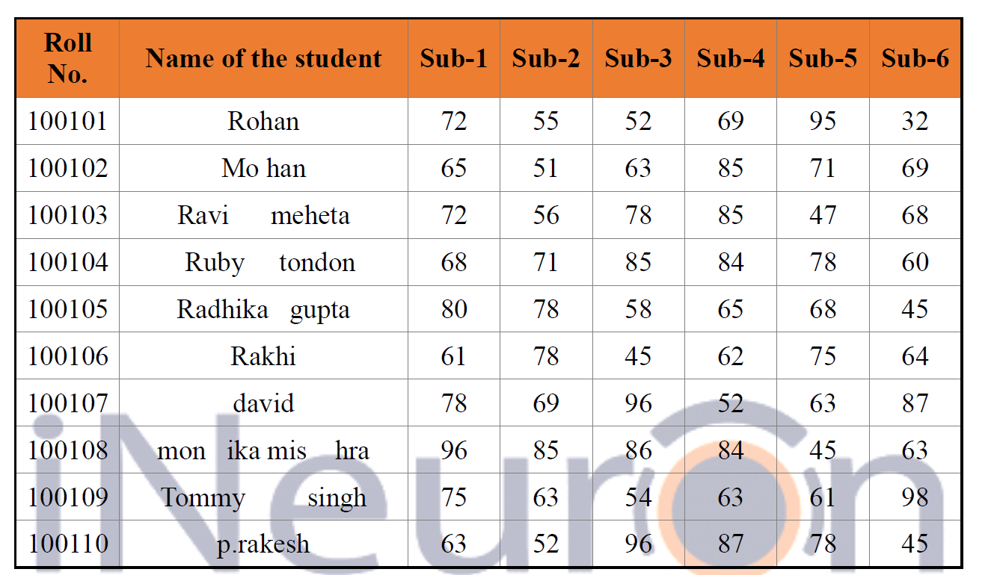 Roll No. Name of the student Sub-1 Sub-2 Sub-3 Sub-4 Sub-5 Sub-6
100101 Rohan 72 55 52 69 95 32
100102 Mo han 65 51 63 85 71 69
100103 Ravi meheta 72 56 78 85 47 68
100104 Ruby tondon 68 71 85 84 78 60
100105 Radhika gupta 80 78 58 65 68 45
100106 Rakhi 61 78 45 62 75 64
100107 david 78 69 96 52 63 87
100108 mon ika mis hra 96 85 86 84 45 63
100109 Tommy singh 75 63 54 63 61 98
100110 p.rakesh 63 52 96 87 78 45
iNeuron